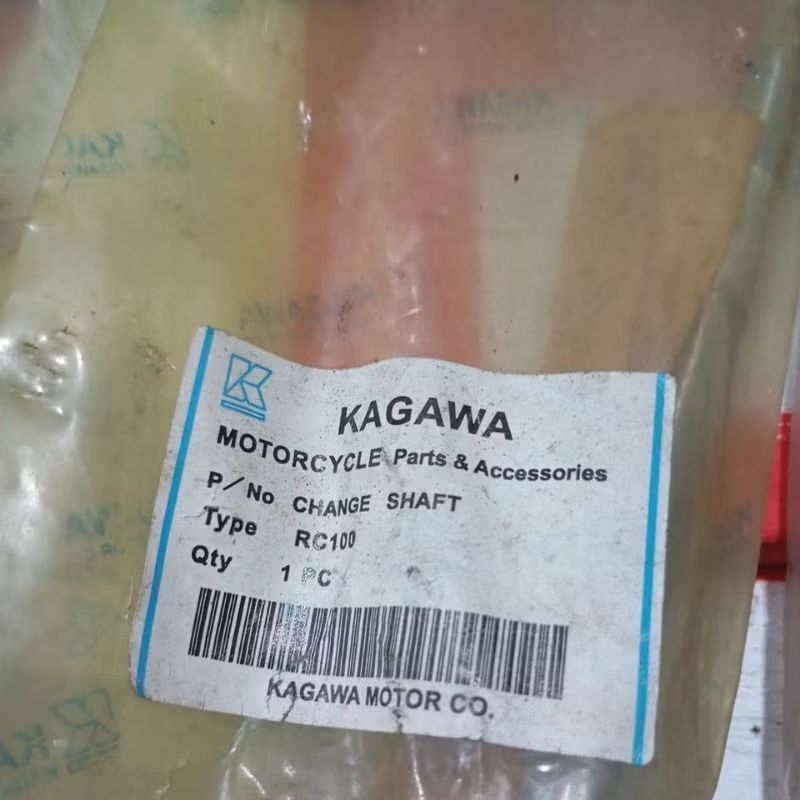 KAGAWA
MOTORCYCLE Parts & Accessories
P/No CHANGE SHAFT
Type RC100
Qty 1 PC
KAGAWA MOTOR CO.